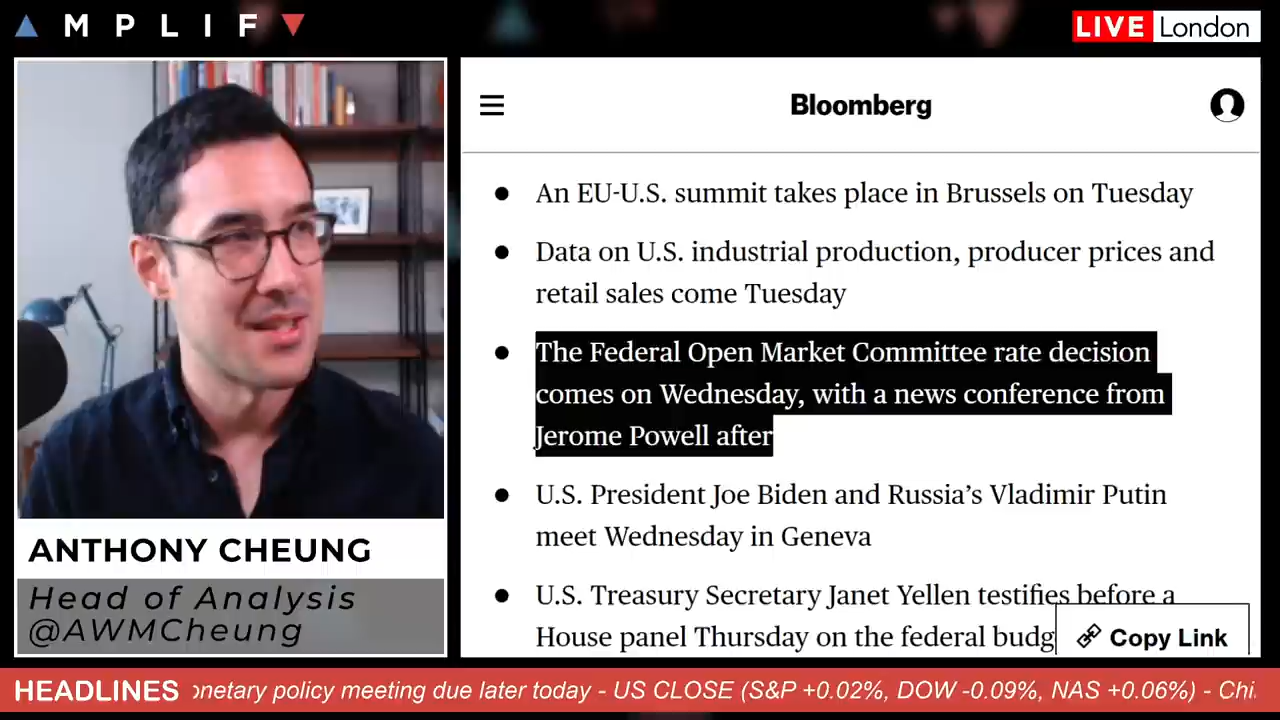 AMPLIFY
LIVE London
Bloomberg
● An EU-U.S. summit takes place in Brussels on Tuesday
● Data on U.S. industrial production, producer prices and
retail sales come Tuesday
● The Federal Open Market Committee rate decision
comes on Wednesday, with a news conference from
Jerome Powell after
● U.S. President Joe Biden and Russia’s Vladimir Putin
meet Wednesday in Geneva
● U.S. Treasury Secretary Janet Yellen testifies before a
House panel Thursday on the federal budg
Copy Link
ANTHONY CHEUNG
Head of Analysis
@AWMCheung
HEADLINES onetary policy meeting due later today - US CLOSE (S&P +0.02%, DOW -0.09%, NAS +0.06%) - Chi